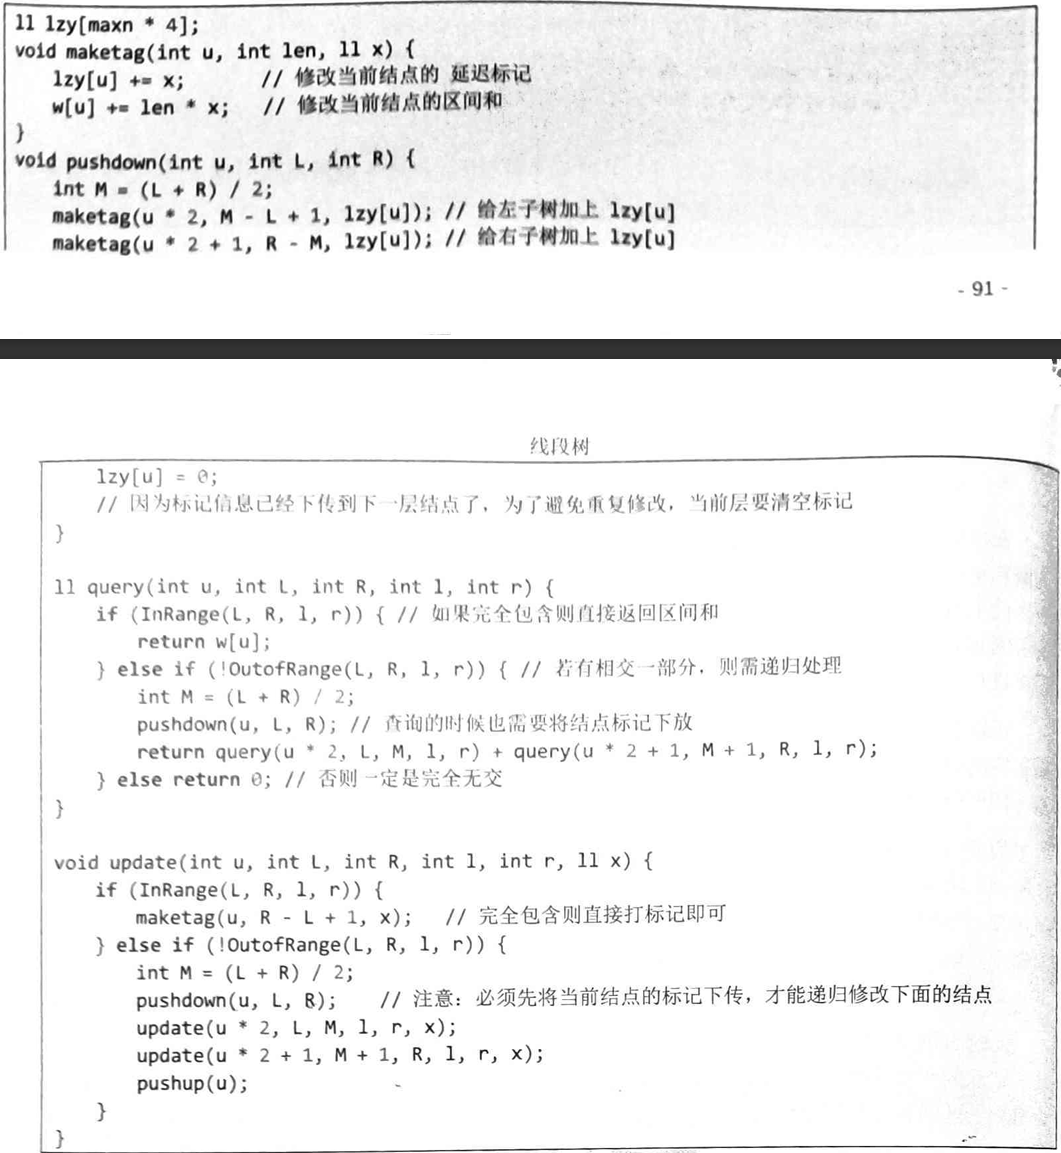 ll lzy[maxn * 4];
void maketag(int u, int len, ll x) {
    lzy[u] += x;        // 修改当前结点的 延迟标记
    w[u] += len * x;    // 修改当前结点的区间和
}
void pushdown(int u, int L, int R) {
    int M = (L + R) / 2;
    maketag(u * 2, M - L + 1, lzy[u]); // 给左子树加上 lzy[u]
    maketag(u * 2 + 1, R - M, lzy[u]); // 给右子树加上 lzy[u]
- 91 -
线段树
    lzy[u] = 0;
    // 因为标记信息已经下传到下一层结点了，为了避免重复修改，当前层要清空标记
}
ll query(int u, int L, int R, int l, int r) {
    if (InRange(L, R, l, r)) { // 如果完全包含则直接返回区间和
        return w[u];
    } else if (!OutofRange(L, R, l, r)) { // 若有相交一部分，则需递归处理
        int M = (L + R) / 2;
        pushdown(u, L, R); // 查询的时候也需要将结点标记下放
        return query(u * 2, L, M, l, r) + query(u * 2 + 1, M + 1, R, l, r);
    } else return 0; // 否则一定是完全无交
}
void update(int u, int L, int R, int l, int r, ll x) {
    if (InRange(L, R, l, r)) {
        maketag(u, R - L + 1, x);   // 完全包含则直接打标记即可
    } else if (!OutofRange(L, R, l, r)) {
        int M = (L + R) / 2;
        pushdown(u, L, R);    // 注意：必须先将当前结点的标记下传，才能递归修改下面的结点
        update(u * 2, L, M, l, r, x);
        update(u * 2 + 1, M + 1, R, l, r, x);
        pushup(u);
    }
}